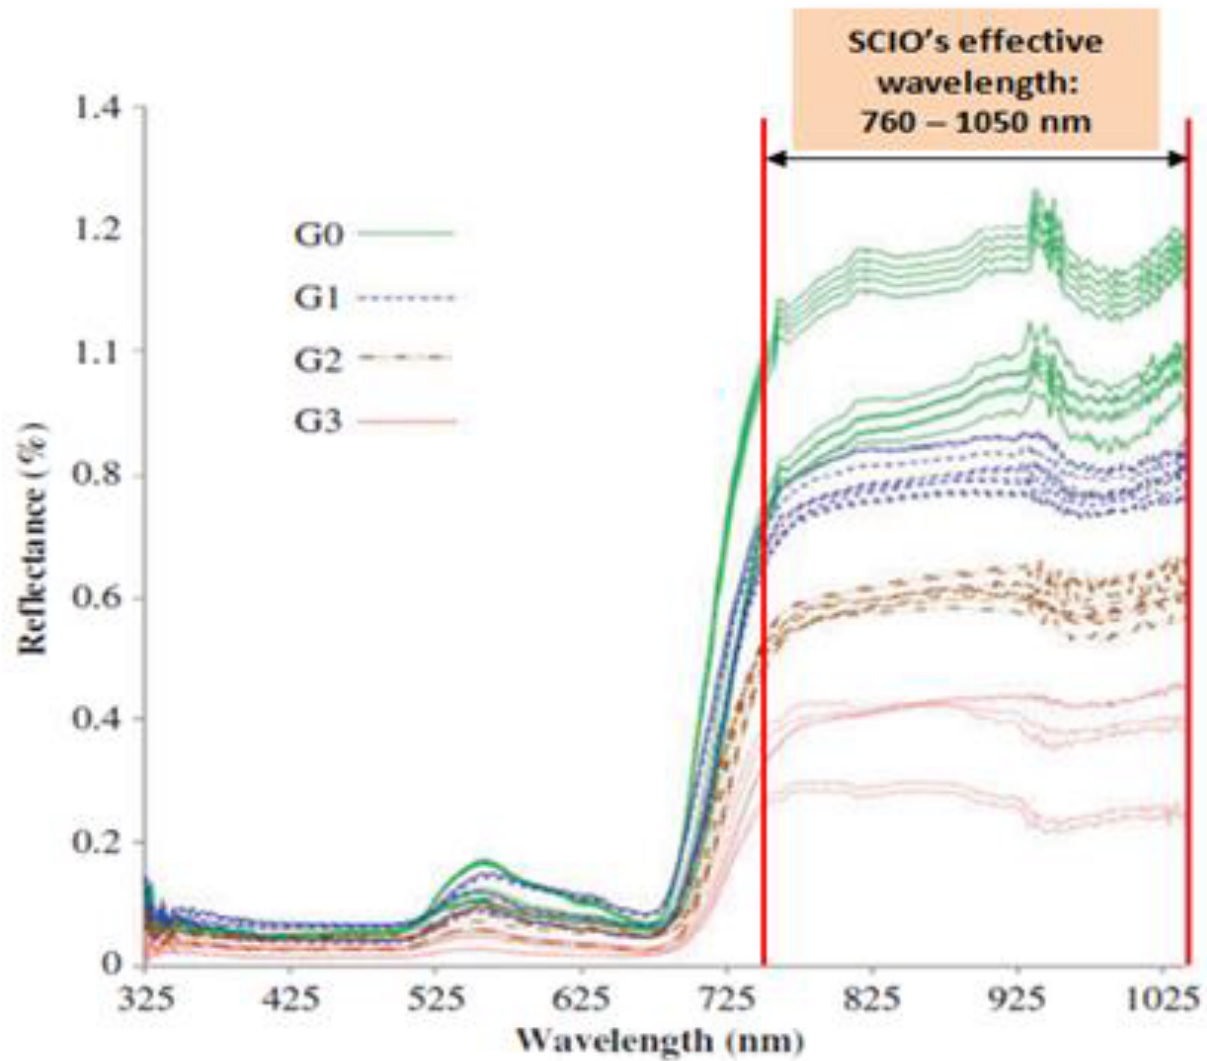 SCIO's effective
wavelength:
760 – 1050 nm
1.4
1.2
1.1
0.8
0.6
0.4
0.2
0
G0
G1
G2
G3
Reflectance (%)
325
425
525
625
725
825
925
1025
Wavelength (nm)